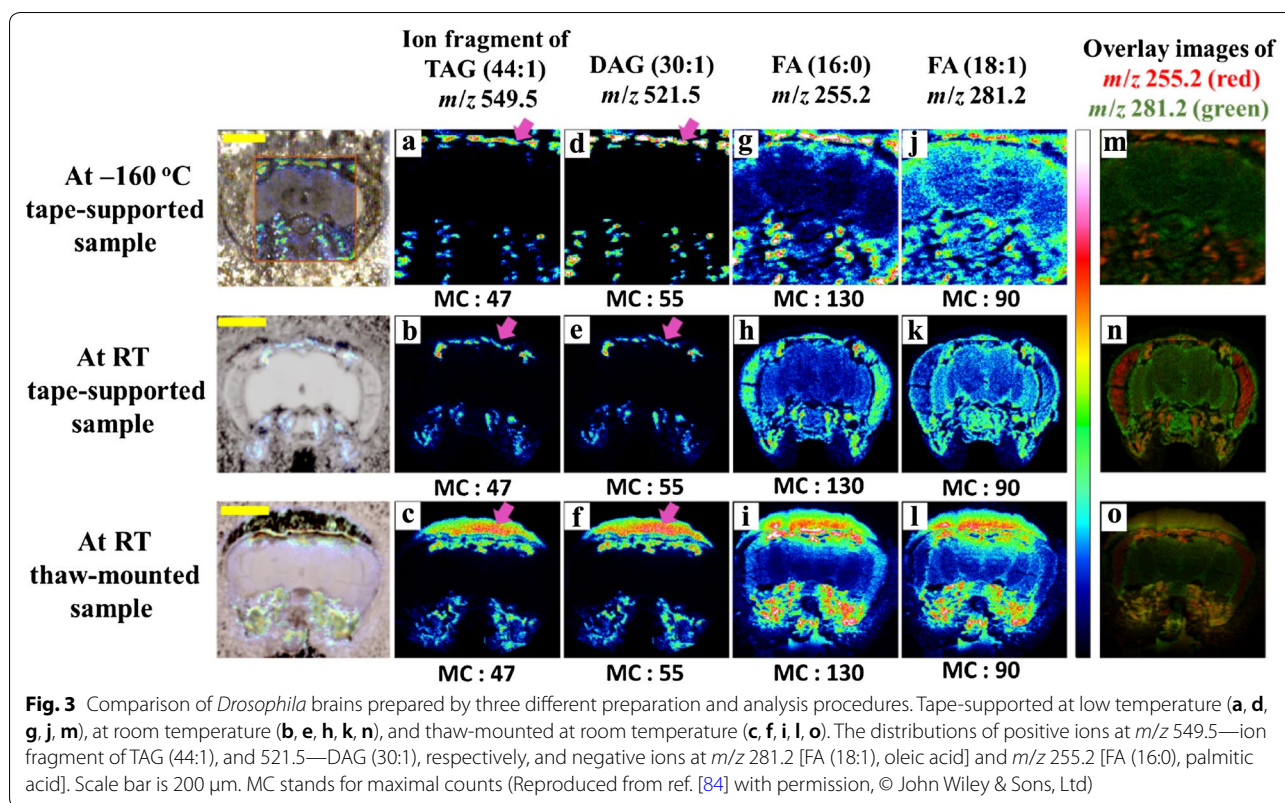 Ion fragment of
TAG (44:1)
m/z 549.5
DAG (30:1)
m/z 521.5
FA (16:0)
m/z 255.2
FA (18:1)
m/z 281.2
Overlay images of
m/z 255.2 (red)
m/z 281.2 (green)
At –160 °C
tape-supported
sample
a
d
g
j
m
MC : 47
MC : 55
MC : 130
MC : 90
At RT
tape-supported
sample
b
e
h
k
n
MC : 47
MC : 55
MC : 130
MC : 90
At RT
thaw-mounted
sample
c
f
i
l
o
MC : 47
MC : 55
MC : 130
MC : 90
Fig. 3 Comparison of Drosophila brains prepared by three different preparation and analysis procedures. Tape-supported at low temperature (a, d,
g, j, m), at room temperature (b, e, h, k, n), and thaw-mounted at room temperature (c, f, i, l, o). The distributions of positive ions at m/z 549.5—ion
fragment of TAG (44:1), and 521.5—DAG (30:1), respectively, and negative ions at m/z 281.2 [FA (18:1), oleic acid] and m/z 255.2 [FA (16:0), palmitic
acid]. Scale bar is 200 μm. MC stands for maximal counts (Reproduced from ref. [84] with permission, © John Wiley & Sons, Ltd)